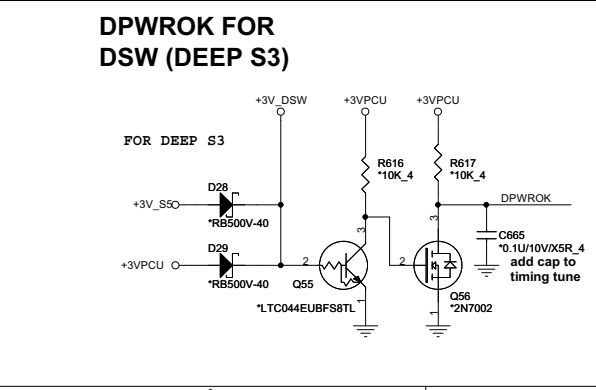 DPWROK FOR
DSW (DEEP S3)
+3V_DSW
+3VPCU
+3VPCU
FOR DEEP S3
R616
*10K_4
R617
*10K_4
D28
+3V_S5
*RB500V-40
DPWROK
3
3
C665
*0.1U/10V/X5R_4
add cap to
timing tune
D29
+3VPCU
*RB500V-40
2
Q55
2
1
*LTC044EUBFS8TL
Q56
*2N7002
1